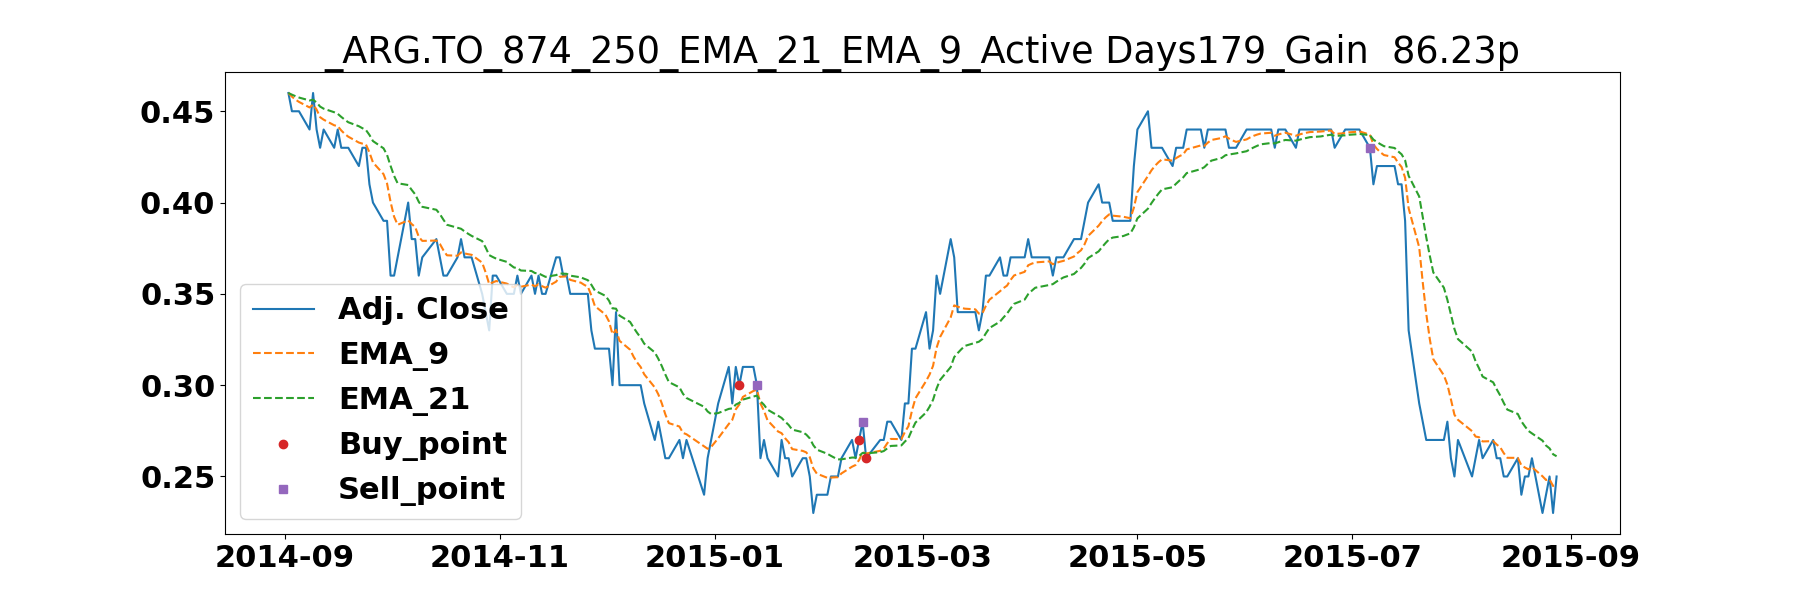 _ARG.TO_874_250_EMA_21_EMA_9_Active Days179_Gain  86.23p
0.45
0.40
0.35
0.30
0.25
Adj. Close
EMA_9
EMA_21
Buy_point
Sell_point
2014-09 2014-11 2015-01 2015-03 2015-05 2015-07 2015-09